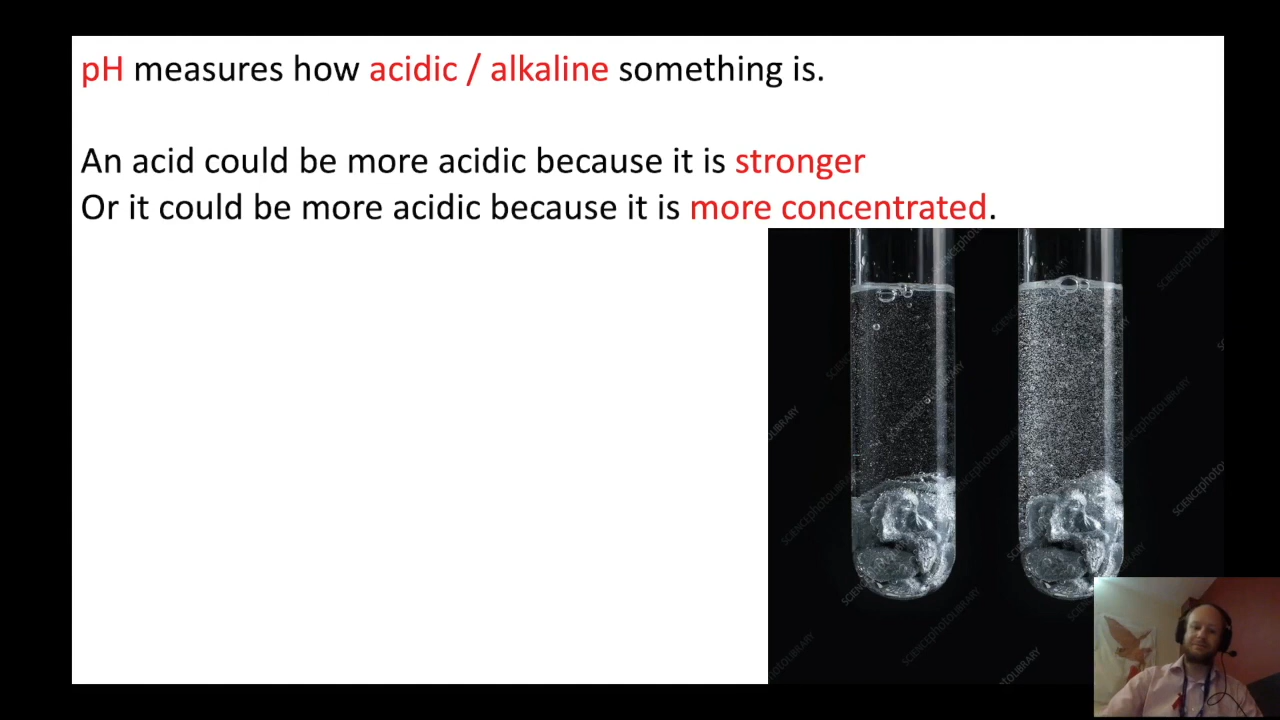 pH measures how acidic / alkaline something is.
An acid could be more acidic because it is stronger
Or it could be more acidic because it is more concentrated.
SCIENCEPHOTOLIBRARY